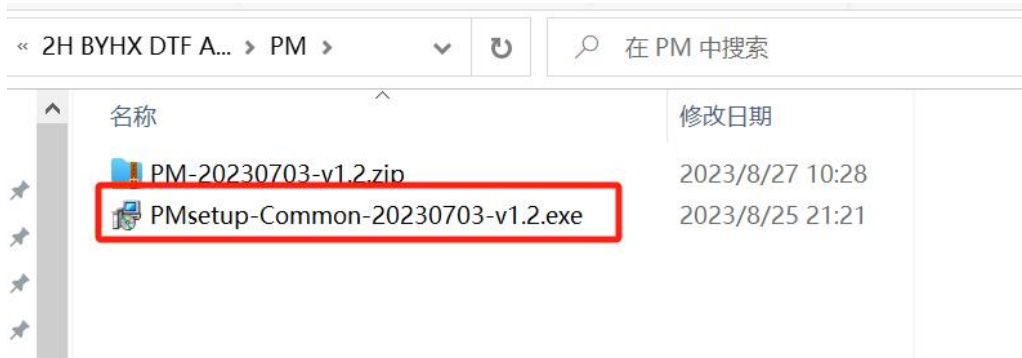 « 2H BYHX DTF A... > PM >
在 PM 中搜索
名称 修改日期
PM-20230703-v1.2.zip 2023/8/27 10:28
PMsetup-Common-20230703-v1.2.exe 2023/8/25 21:21